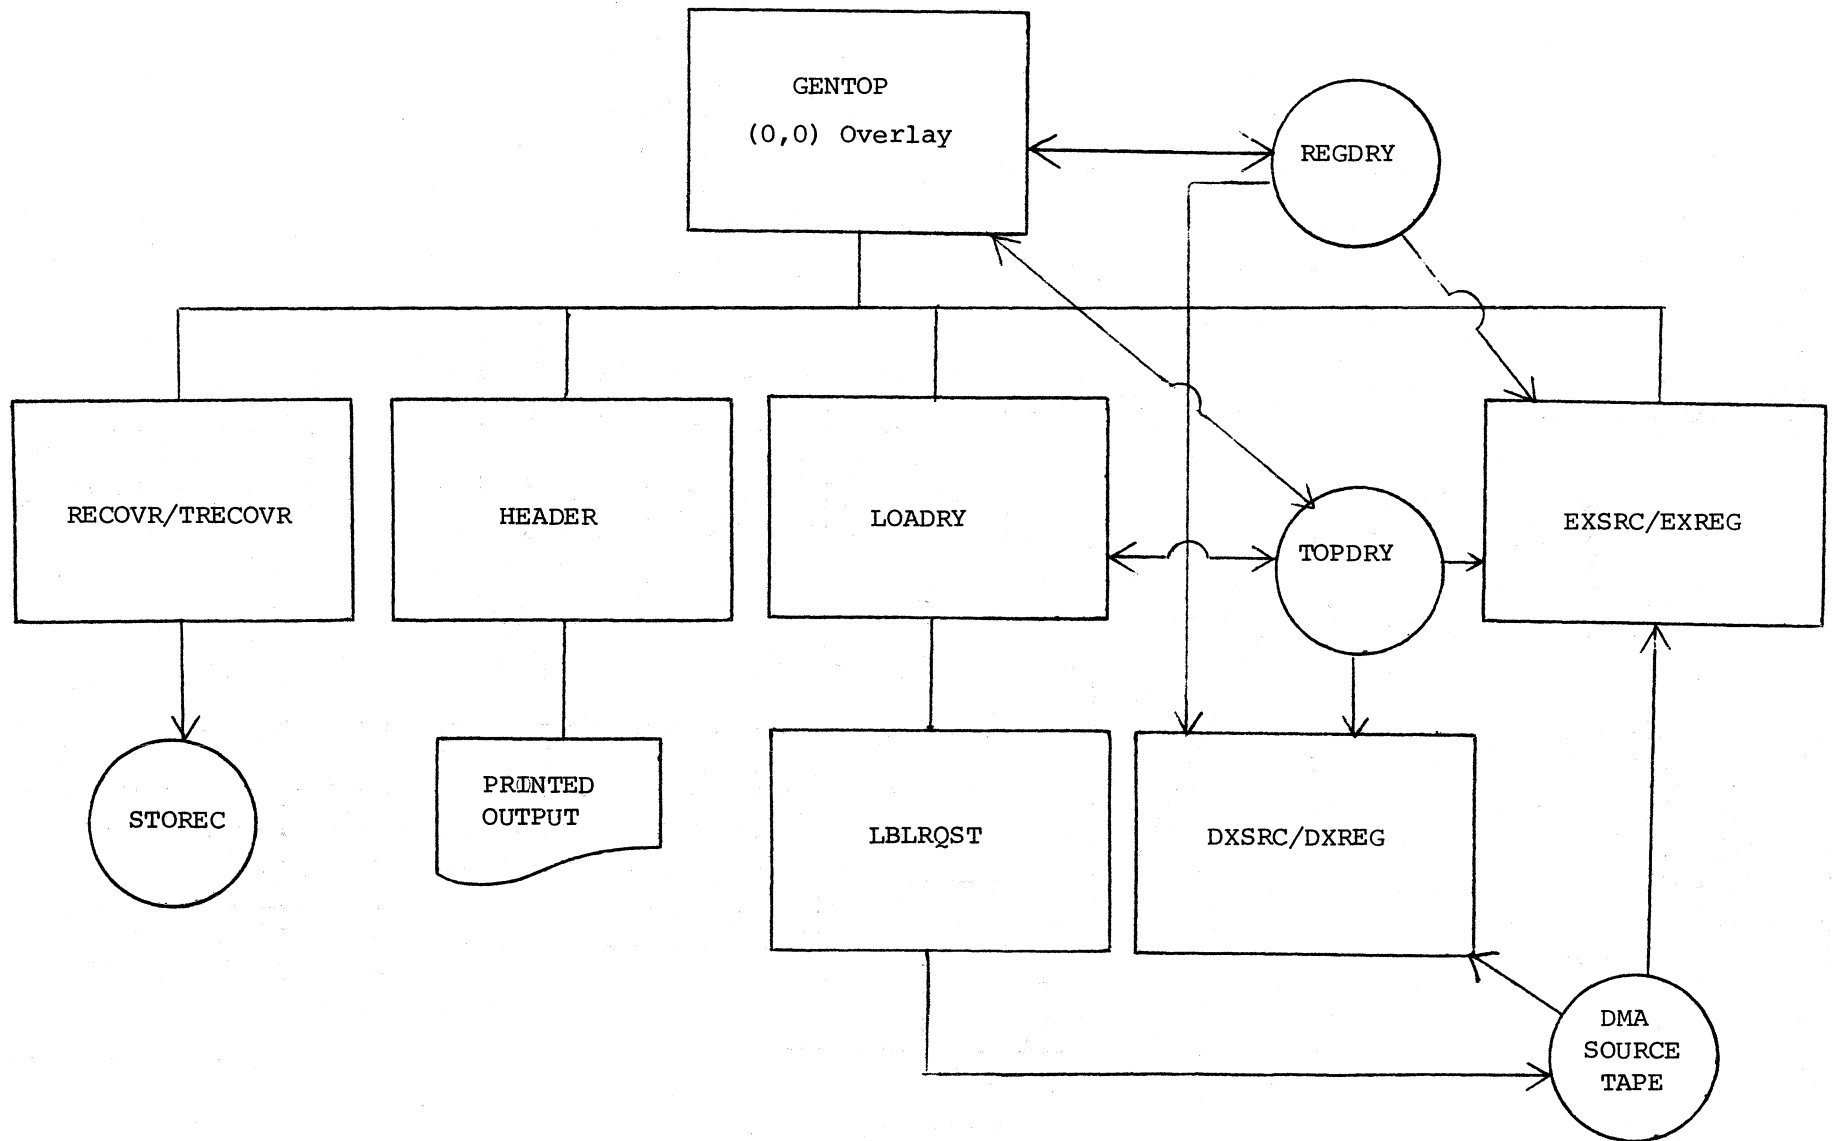 GENTOP
(0,0) Overlay
REGDRY
RECOVR/TRECOVR
HEADER
LOADRY
TOPDRY
EXSRC/EXREG
STOREC
PRINTED
OUTPUT
LBLRQST
DXSRC/DXREG
DMA
SOURCE
TAPE